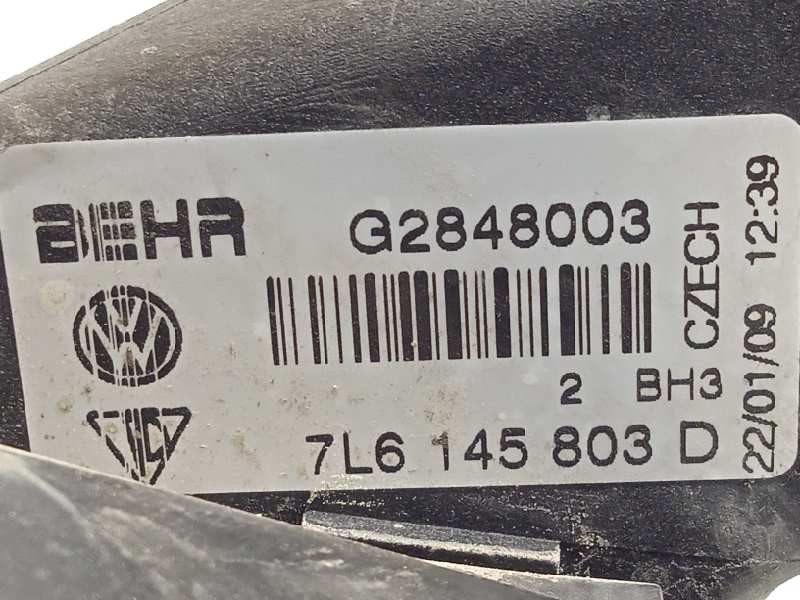 BEHR
G2848003
2 BH3
7L6 145 803 D
CZECH
22/01/09 12:39